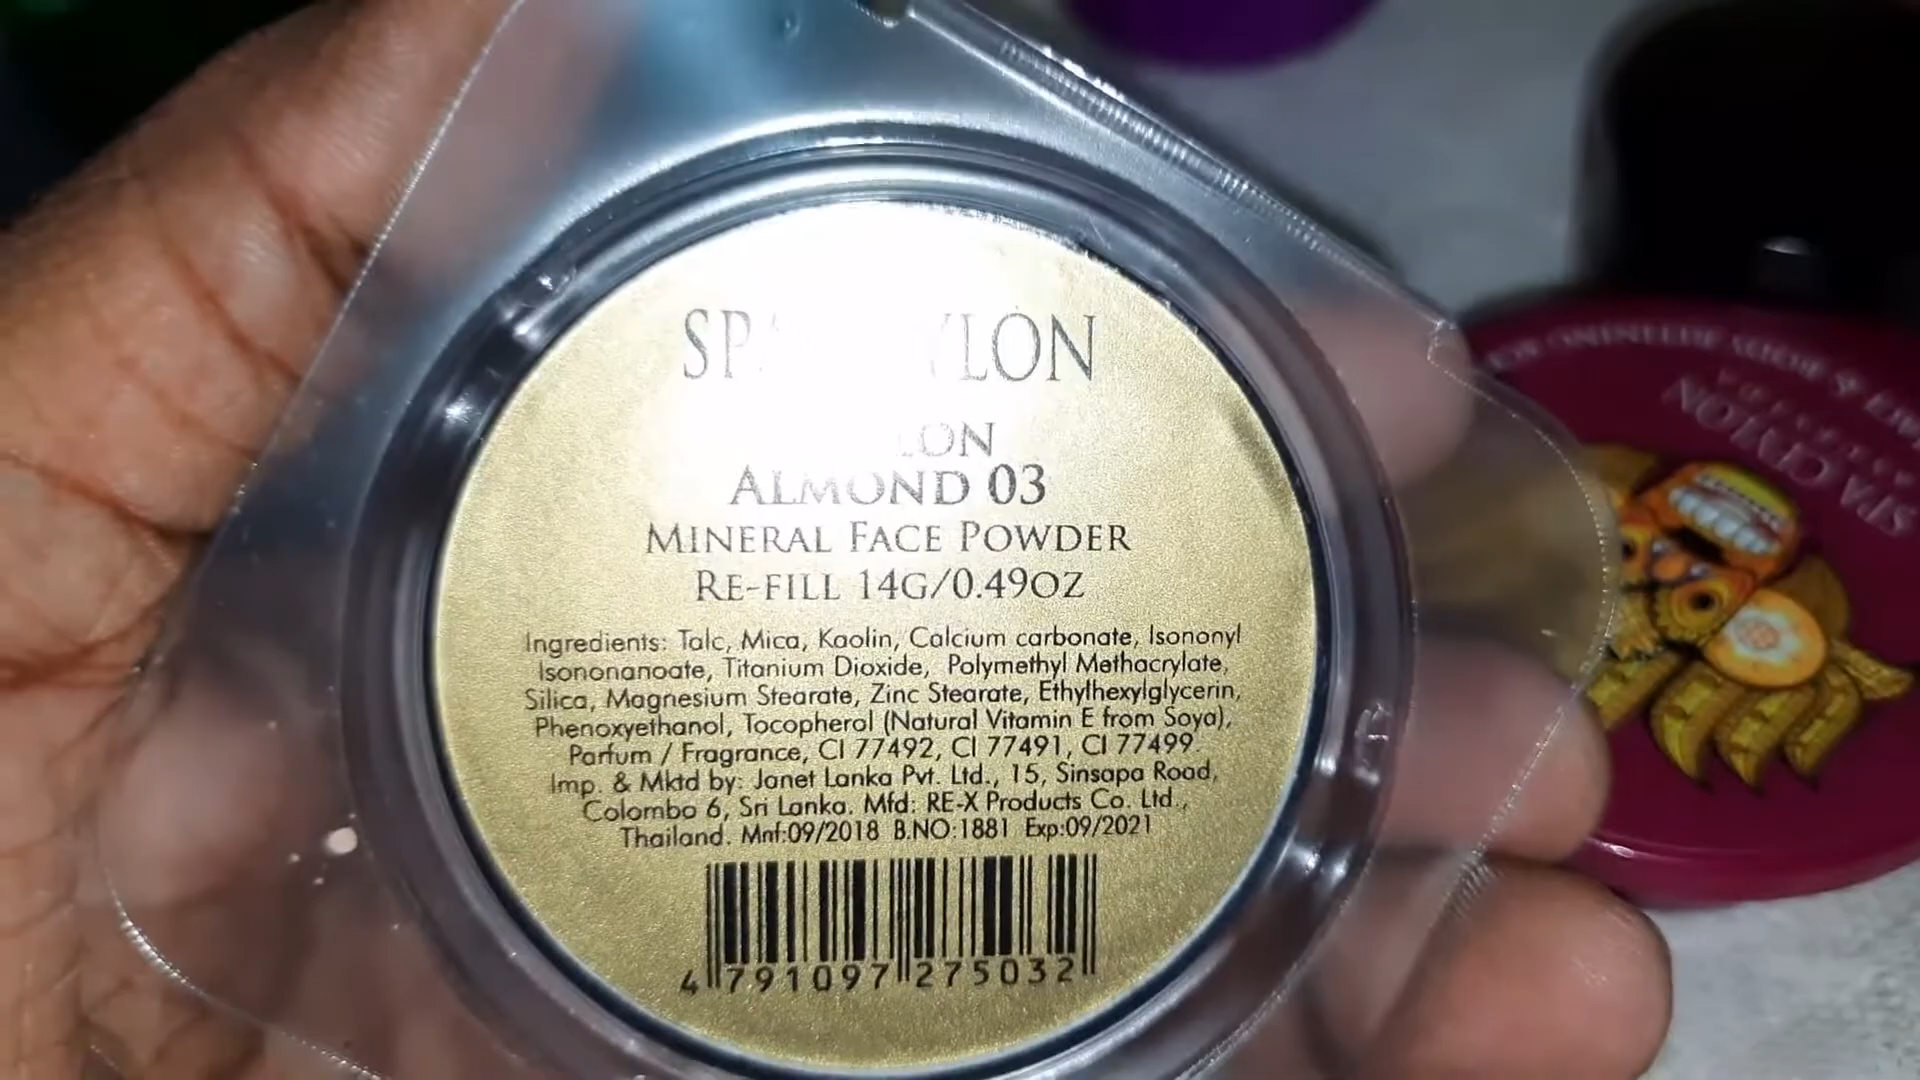 ALMOND 03
MINERAL FACE POWDER
RE-FILL 14G/0.49OZ
Ingredients: Talc, Mica, Kaolin, Calcium carbonate, Isononyl
Isononanoate, Titanium Dioxide, Polymethyl Methacrylate,
Silica, Magnesium Stearate, Zinc Stearate, Ethylhexylglycerin,
Phenoxyethanol, Tocopherol (Natural Vitamin E from Soya),
Parfum / Fragrance, CI 77492, CI 77491, CI 77499.
Imp. & Mktd by: Janet Lanka Pvt. Ltd., 15, Sinsapa Road,
Colombo 6, Sri Lanka. Mfd: RE-X Products Co. Ltd.,
Thailand. Mnf:09/2018 B.NO:1881 Exp:09/2021
4 791097 275032
SPA CEYLON